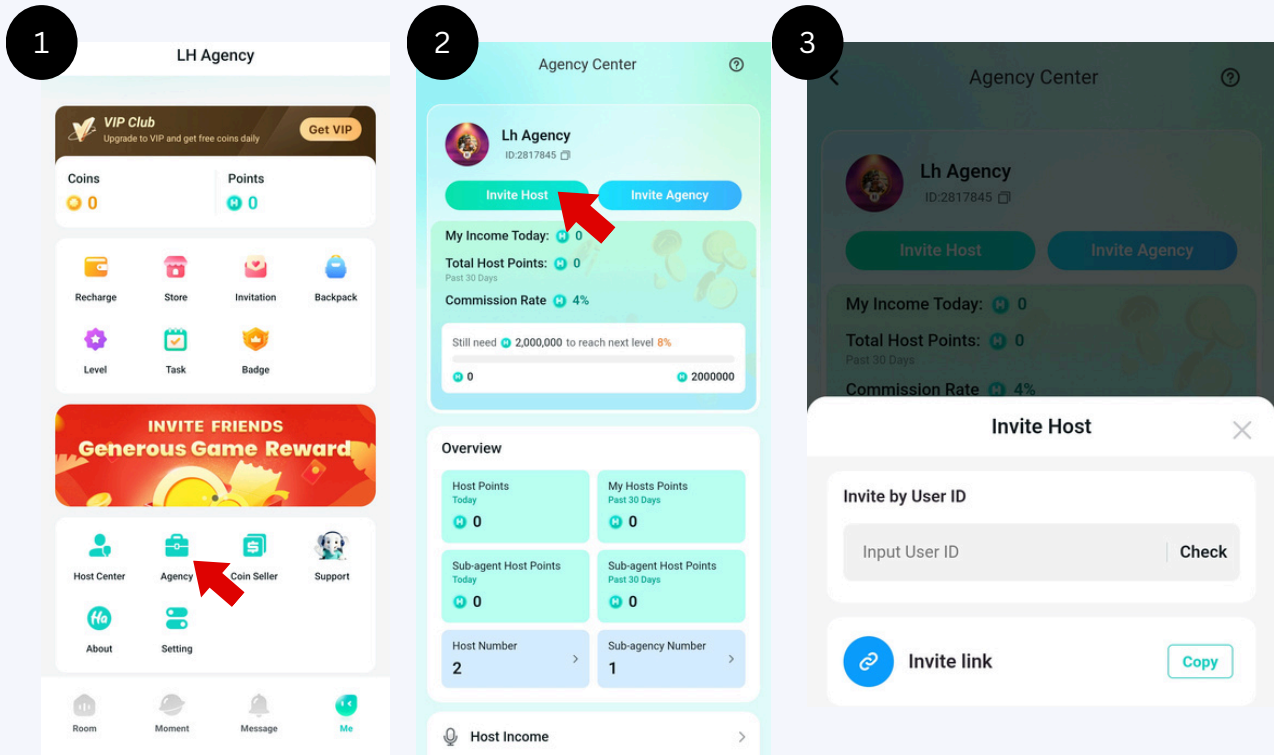 1
LH Agency
VIP Club
Upgrade to VIP and get free coins daily
Get VIP
Coins
Points
0
0
Recharge
Store
Invitation
Backpack
Level
Task
Badge
INVITE FRIENDS
Generous Game Reward
Host Center
Agency
Coin Seller
Support
Ha
About
Setting
Room
Moment
Message
Me
2
Agency Center
Lh Agency
ID:2817845
Invite Host
Invite Agency
My Income Today: 0
Total Host Points: 0
Past 30 Days
Commission Rate 4%
Still need 2,000,000 to reach next level 8%
0
2000000
Overview
Host Points
Today
0
My Hosts Points
Past 30 Days
0
Sub-agent Host Points
Today
0
Sub-agent Host Points
Past 30 Days
0
Host Number
2
Sub-agency Number
1
Host Income
3
Agency Center
Lh Agency
ID:2817845
Invite Host
Invite Agency
My Income Today: 0
Total Host Points: 0
Past 30 Days
Commission Rate 4%
Invite Host
Invite by User ID
Input User ID
Check
Invite link
Copy